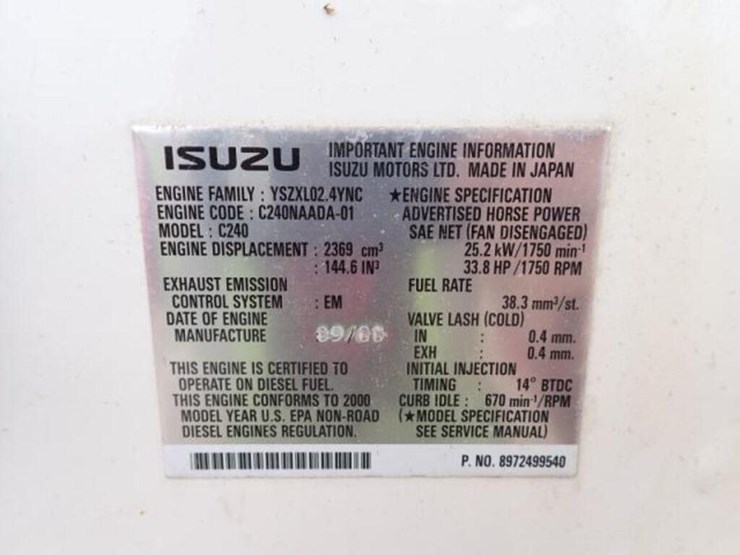 ISUZU
IMPORTANT ENGINE INFORMATION
ISUZU MOTORS LTD. MADE IN JAPAN
ENGINE FAMILY : YSZXL02.4YNC
ENGINE CODE : C240NAADA-01
MODEL : C240
ENGINE DISPLACEMENT : 2369 cm³
: 144.6 IN³
EXHAUST EMISSION
CONTROL SYSTEM : EM
DATE OF ENGINE
MANUFACTURE
THIS ENGINE IS CERTIFIED TO
OPERATE ON DIESEL FUEL.
THIS ENGINE CONFORMS TO 2000
MODEL YEAR U.S. EPA NON-ROAD
DIESEL ENGINES REGULATION.
★ENGINE SPECIFICATION
ADVERTISED HORSE POWER
SAE NET (FAN DISENGAGED)
25.2 kW/1750 min⁻¹
33.8 HP /1750 RPM
FUEL RATE
38.3 mm³/st.
VALVE LASH (COLD)
IN : 0.4 mm.
EXH : 0.4 mm.
INITIAL INJECTION
TIMING : 14° BTDC
CURB IDLE : 670 min⁻¹/RPM
(★MODEL SPECIFICATION
SEE SERVICE MANUAL)
P. NO. 8972499540